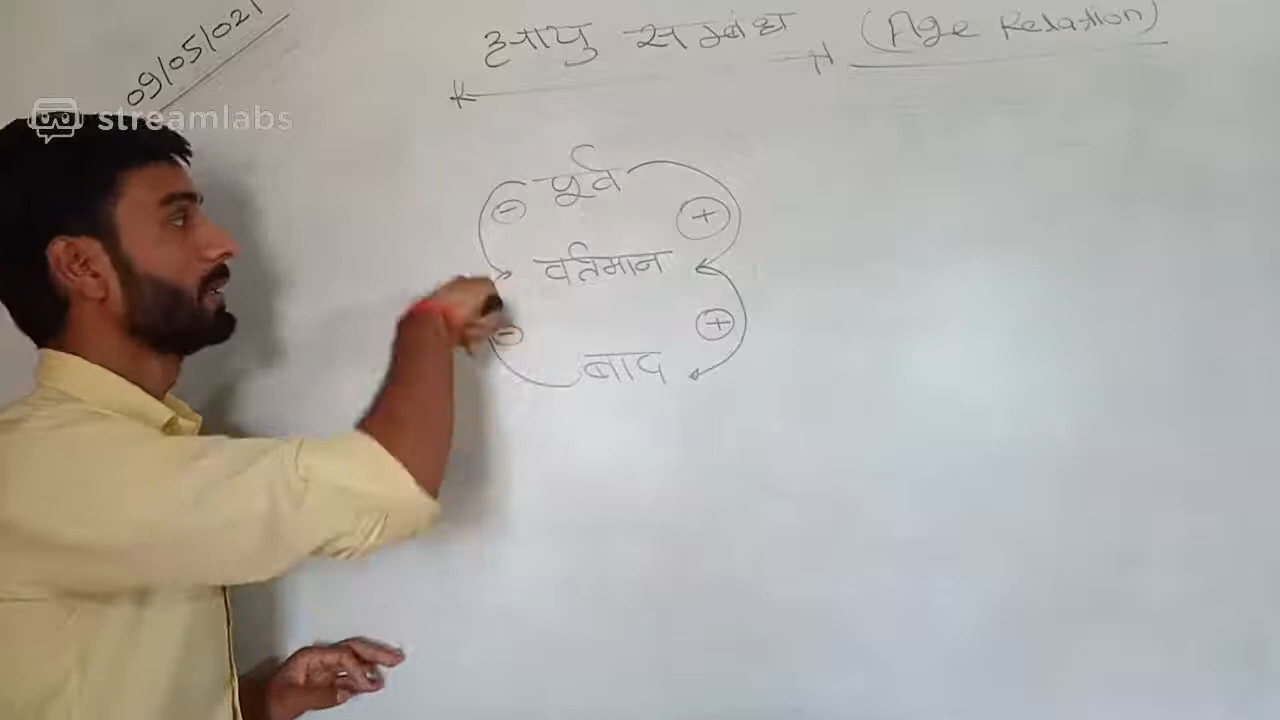 09/05/021
streamlabs
आयु सम्बंध (Age Relation)
पूर्व
- +
वर्तमान
- +
बाद